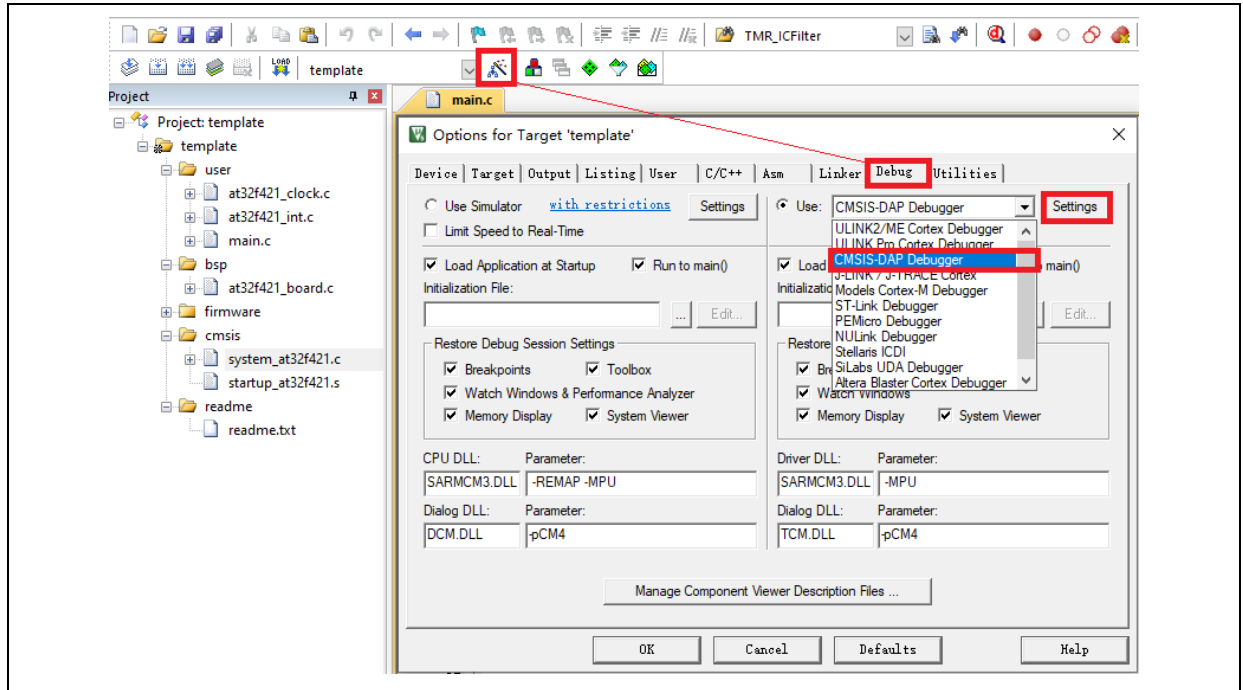 TMR_ICFilter
LOAD
template
Project
main.c
Project: template
template
user
at32f421_clock.c
at32f421_int.c
main.c
bsp
at32f421_board.c
firmware
cmsis
system_at32f421.c
startup_at32f421.s
readme
readme.txt
Options for Target 'template'
Device Target Output Listing User C/C++ Asm Linker Debug Utilities
Use Simulator with restrictions Settings
Use: CMSIS-DAP Debugger Settings
Limit Speed to Real-Time
ULINK2/ME Cortex Debugger
ULINK Pro Cortex Debugger
CMSIS-DAP Debugger
J-LINK / J-TRACE Cortex
Models Cortex-M Debugger
ST-Link Debugger
PEMicro Debugger
NULink Debugger
Stellaris ICDI
SiLabs UDA Debugger
Altera Blaster Cortex Debugger
Load Application at Startup Run to main()
Load main()
Initialization File:
Initializatio
... Edit...
Edit...
Restore Debug Session Settings
Restore
Breakpoints Toolbox
Br
Watch Windows & Performance Analyzer
Watch Windows
Memory Display System Viewer
Memory Display System Viewer
CPU DLL: Parameter:
Driver DLL: Parameter:
SARMCM3.DLL -REMAP -MPU
SARMCM3.DLL -MPU
Dialog DLL: Parameter:
Dialog DLL: Parameter:
DCM.DLL -pCM4
TCM.DLL -pCM4
Manage Component Viewer Description Files ...
OK Cancel Defaults Help